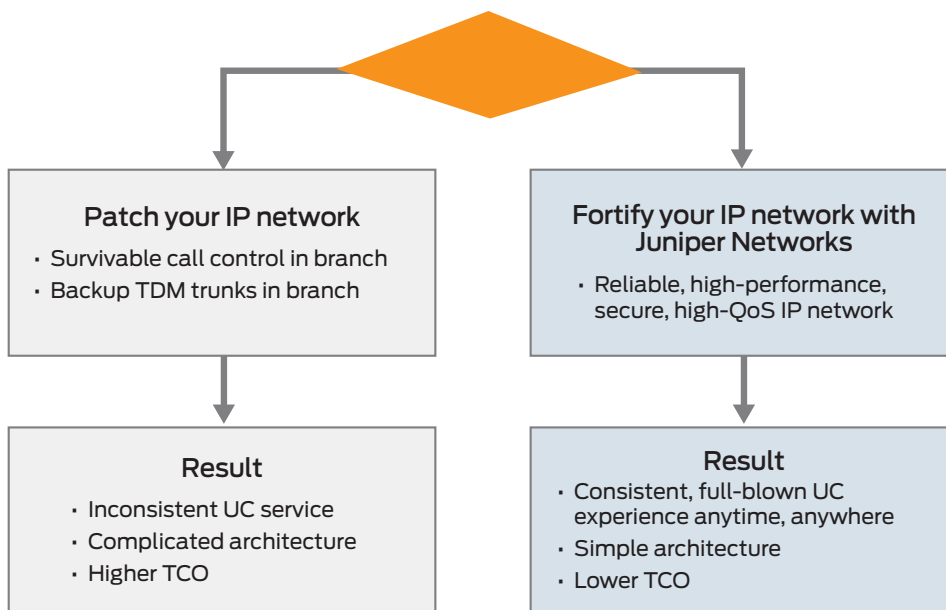 Patch your IP network
· Survivable call control in branch
· Backup TDM trunks in branch
Fortify your IP network with
Juniper Networks
· Reliable, high-performance,
secure, high-QoS IP network
Result
· Inconsistent UC service
· Complicated architecture
· Higher TCO
Result
· Consistent, full-blown UC
experience anytime, anywhere
· Simple architecture
· Lower TCO